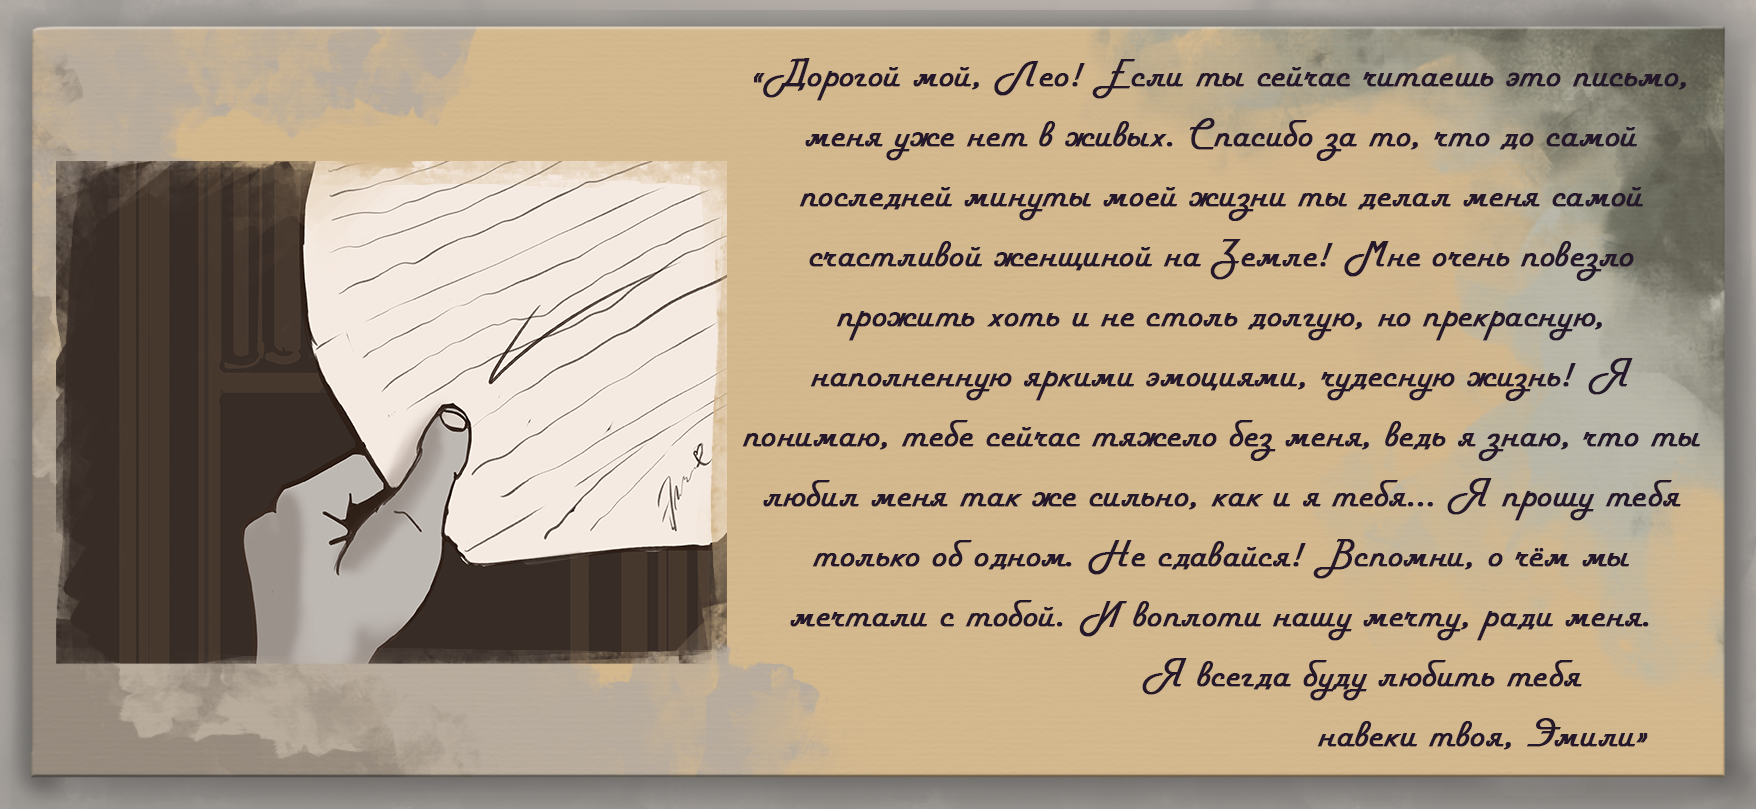 «Дорогой мой, Лео! Если ты сейчас читаешь это письмо,
меня уже нет в живых. Спасибо за то, что до самой
последней минуты моей жизни ты делал меня самой
счастливой женщиной на Земле! Мне очень повезло
прожить хоть и не столь долгую, но прекрасную,
наполненную яркими эмоциями, чудесную жизнь! Я
понимаю, тебе сейчас тяжело без меня, ведь я знаю, что ты
любил меня так же сильно, как и я тебя... Я прошу тебя
только об одном. Не сдавайся! Вспомни, о чём мы
мечтали с тобой. И воплоти нашу мечту, ради меня.
Я всегда буду любить тебя
навеки твоя, Эмили»